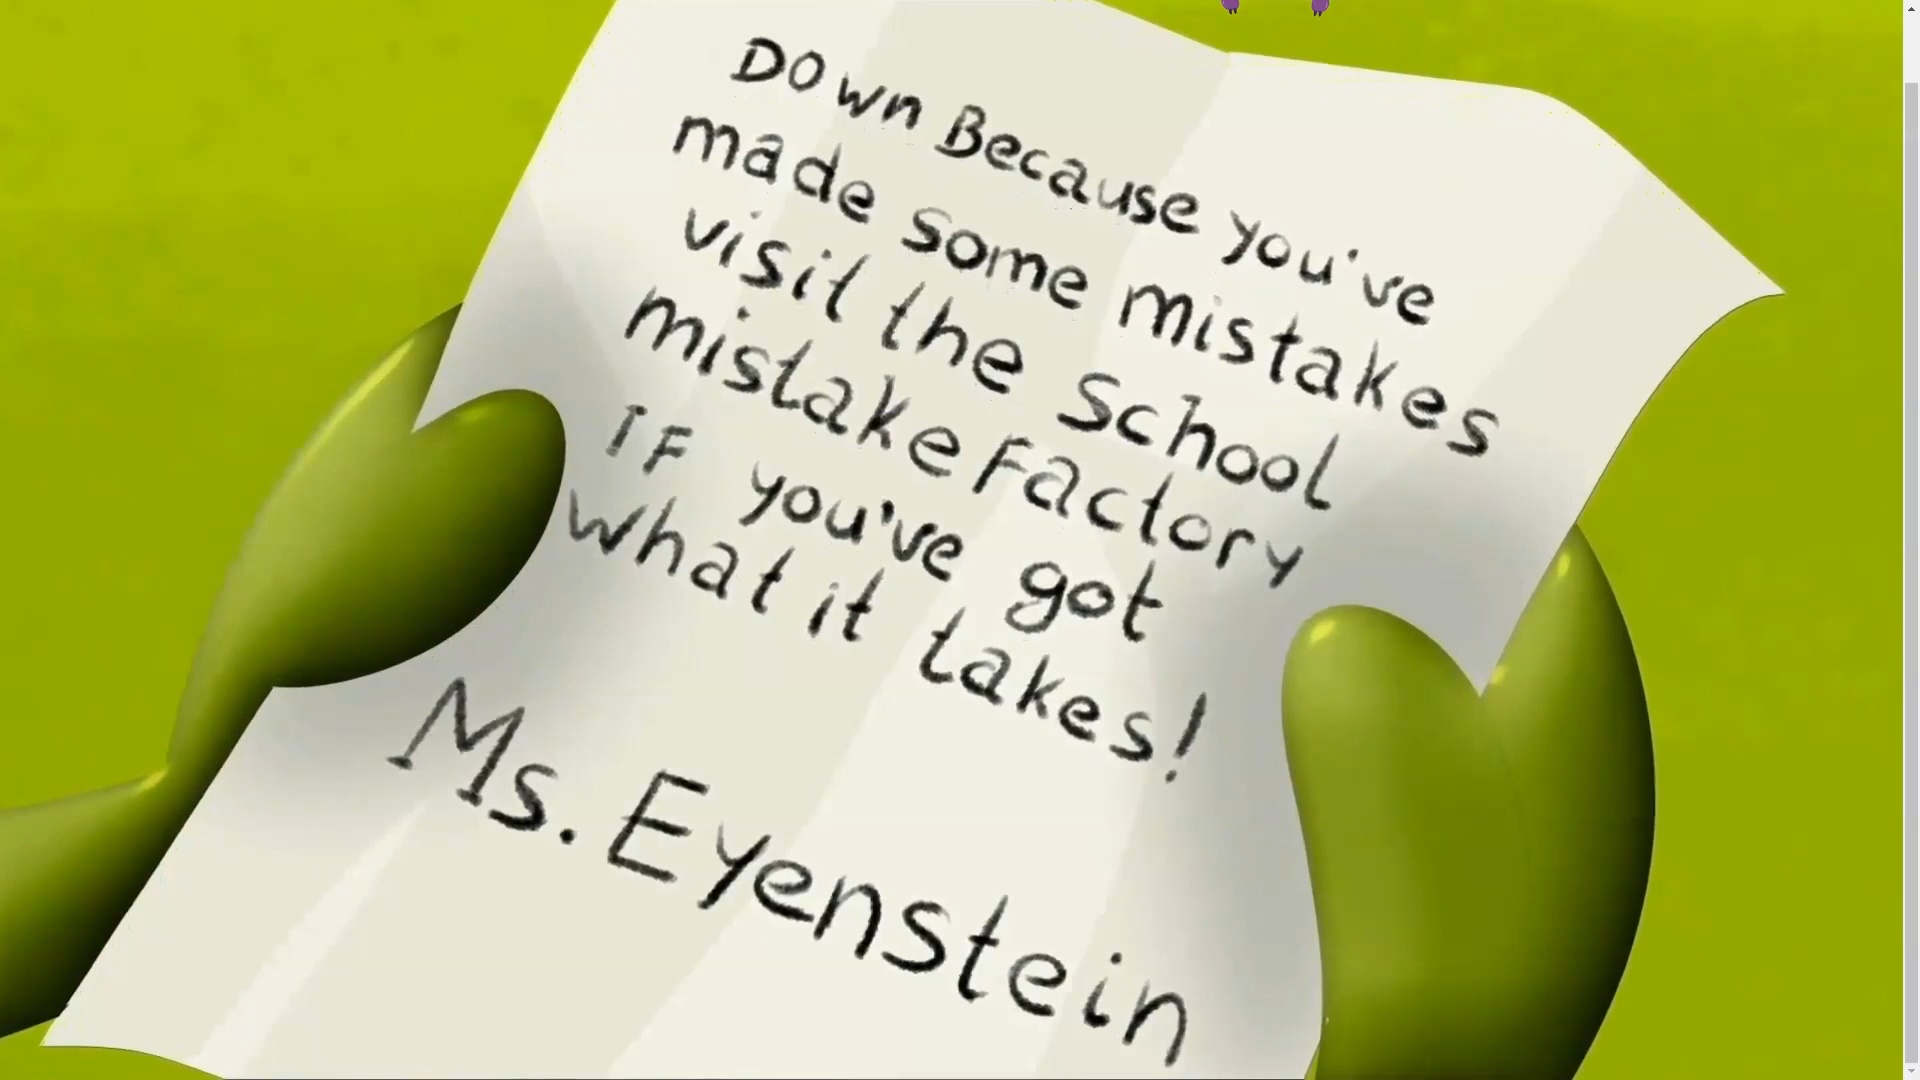 Down Because you've
made some mistakes
visit the School
mistake Factory
IF you've got
what it takes!
Ms. Eyenstein